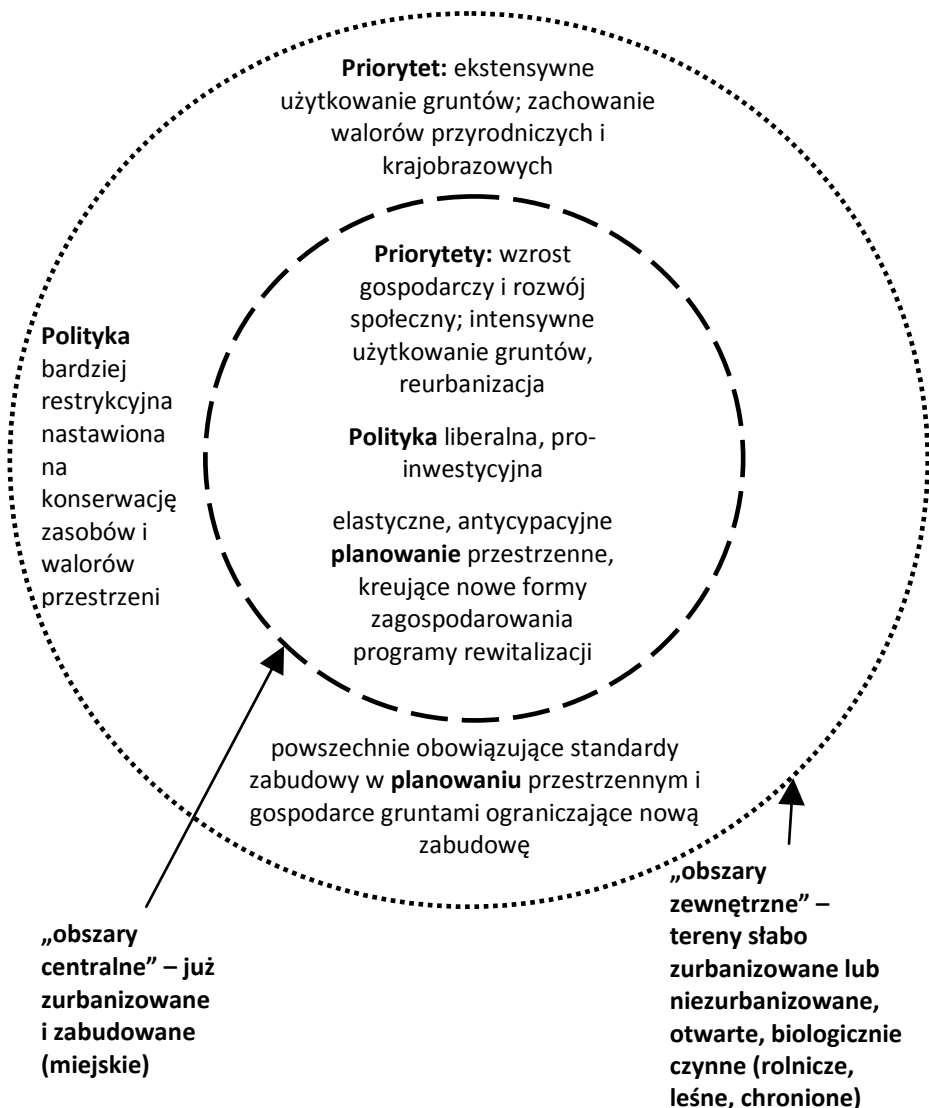 Priorytet: ekstensywne
użytkowanie gruntów; zachowanie
walorów przyrodniczych i
krajobrazowych
Priorytety: wzrost
gospodarczy i rozwój
społeczny; intensywne
użytkowanie gruntów,
reurbanizacja
Polityka liberalna, pro-
inwestycyjna
elastyczne, antycypacyjne
planowanie przestrzenne,
kreujące nowe formy
zagospodarowania
programy rewitalizacji
Polityka
bardziej
restrykcyjna
nastawiona
na
konserwację
zasobów i
walorów
przestrzeni
powszechnie obowiązujące standardy
zabudowy w planowaniu przestrzennym i
gospodarce gruntami ograniczające nową
zabudowę
„obszary
centralne” – już
zurbanizowane
i zabudowane
(miejskie)
„obszary
zewnętrzne” –
tereny słabo
zurbanizowane lub
niezurbanizowane,
otwarte, biologicznie
czynne (rolnicze,
leśne, chronione)